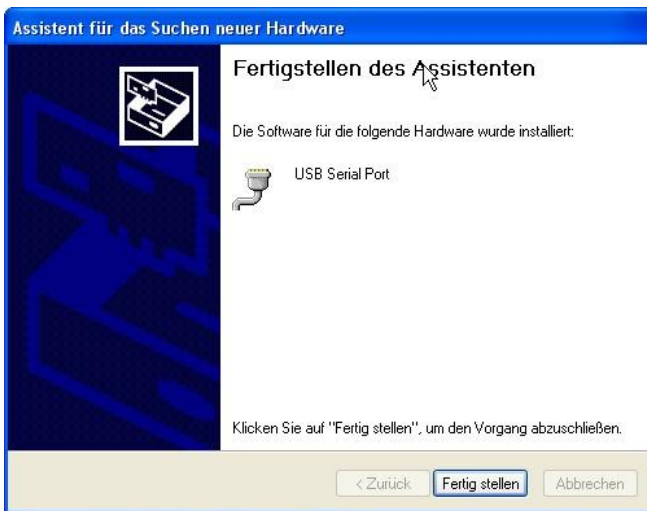 Assistent für das Suchen neuer Hardware
Fertigstellen des Assistenten
Die Software für die folgende Hardware wurde installiert:
USB Serial Port
Klicken Sie auf "Fertig stellen", um den Vorgang abzuschließen.
< Zurück
Fertig stellen
Abbrechen